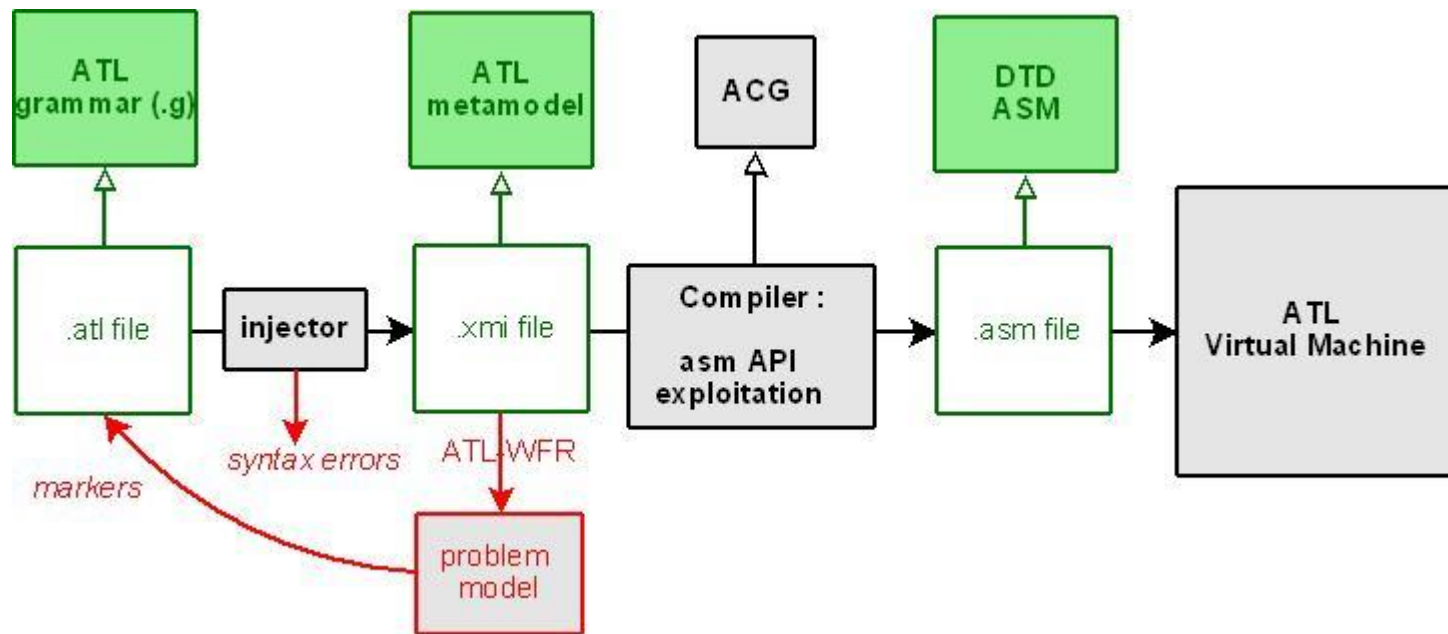 ATL
grammar (.g)
ATL
metamodel
ACG
DTD
ASM
.atl file
injector
.xmi file
Compiler :
asm API
exploitation
.asm file
ATL
Virtual Machine
syntax errors
ATL-WFR
markers
problem
model